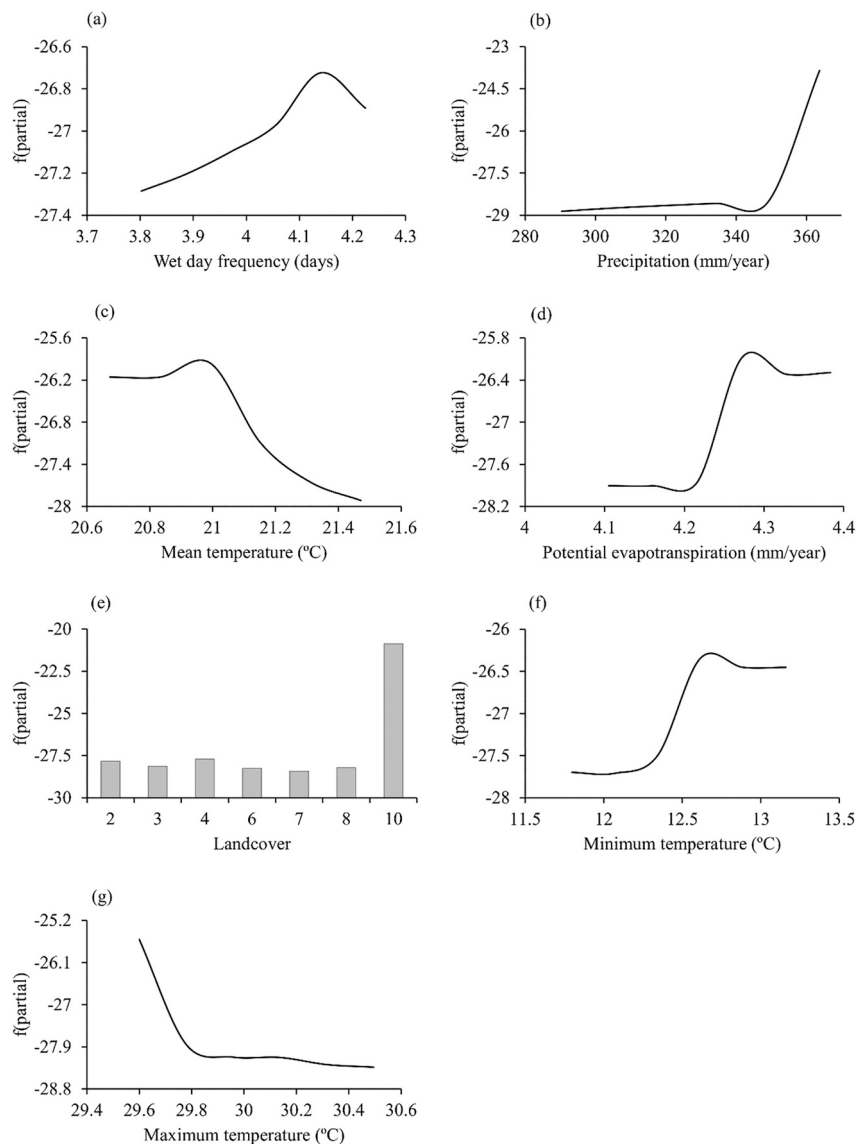 (a)
-26.6
-26.8
-27
-27.2
-27.4
f(partial)
3.7 3.8 3.9 4 4.1 4.2 4.3
Wet day frequency (days)
(b)
-23
-24.5
-26
-27.5
-29
f(partial)
280 300 320 340 360
Precipitation (mm/year)
(c)
-25.6
-26.2
-26.8
-27.4
-28
f(partial)
20.6 20.8 21 21.2 21.4 21.6
Mean temperature (ºC)
(d)
-25.8
-26.4
-27
-27.6
-28.2
f(partial)
4 4.1 4.2 4.3 4.4
Potential evapotranspiration (mm/year)
(e)
-20
-22.5
-25
-27.5
-30
f(partial)
2 3 4 6 7 8 10
Landcover
(f)
-26
-26.5
-27
-27.5
-28
f(partial)
11.5 12 12.5 13 13.5
Minimum temperature (ºC)
(g)
-25.2
-26.1
-27
-27.9
-28.8
f(partial)
29.4 29.6 29.8 30 30.2 30.4 30.6
Maximum temperature (ºC)